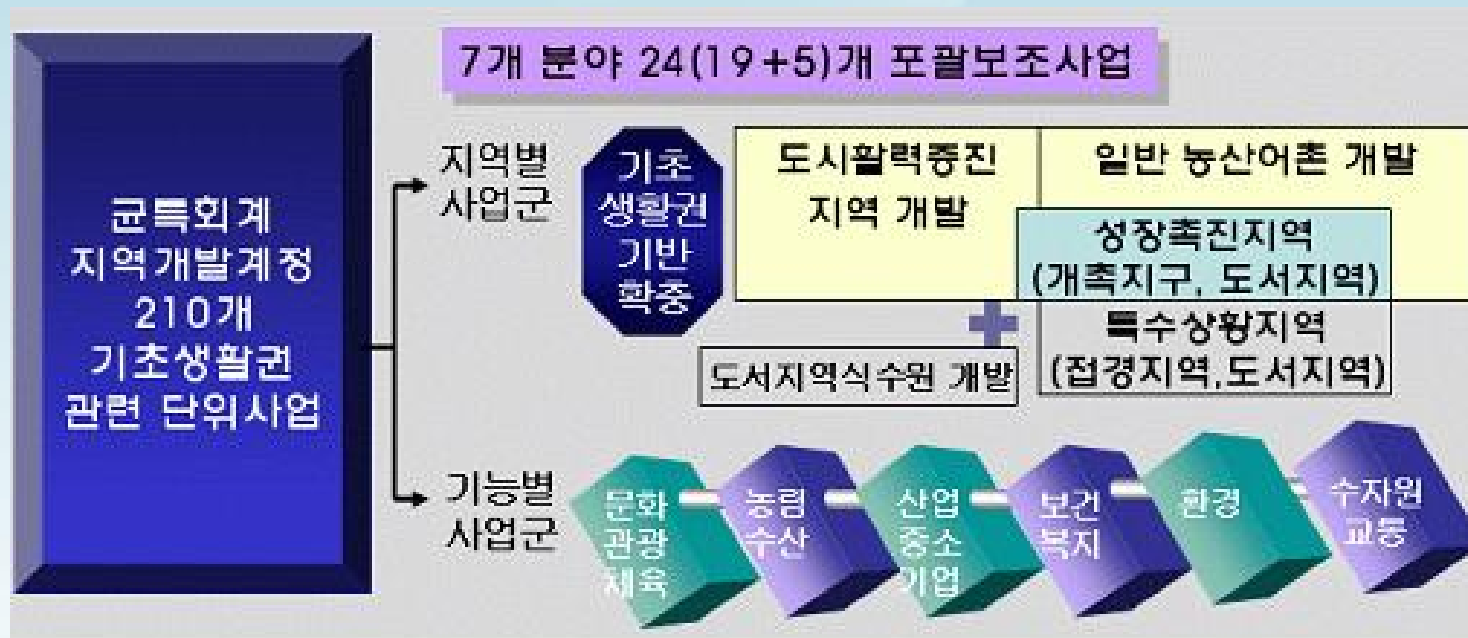 7개 분야 24(19+5)개 포괄보조사업
균특회계
지역개발계정
210개
기초생활권
관련 단위사업
지역별
사업군
기초
생활권
기반
확충
도시활력증진
지역 개발
일반 농산어촌 개발
성장촉진지역
(개촉지구, 도서지역)
특수상황지역
(접경지역,도서지역)
도서지역식수원 개발
기능별
사업군
문화
관광
체육
농림
수산
산업
중소
기업
보건
복지
환경
수자원
교통